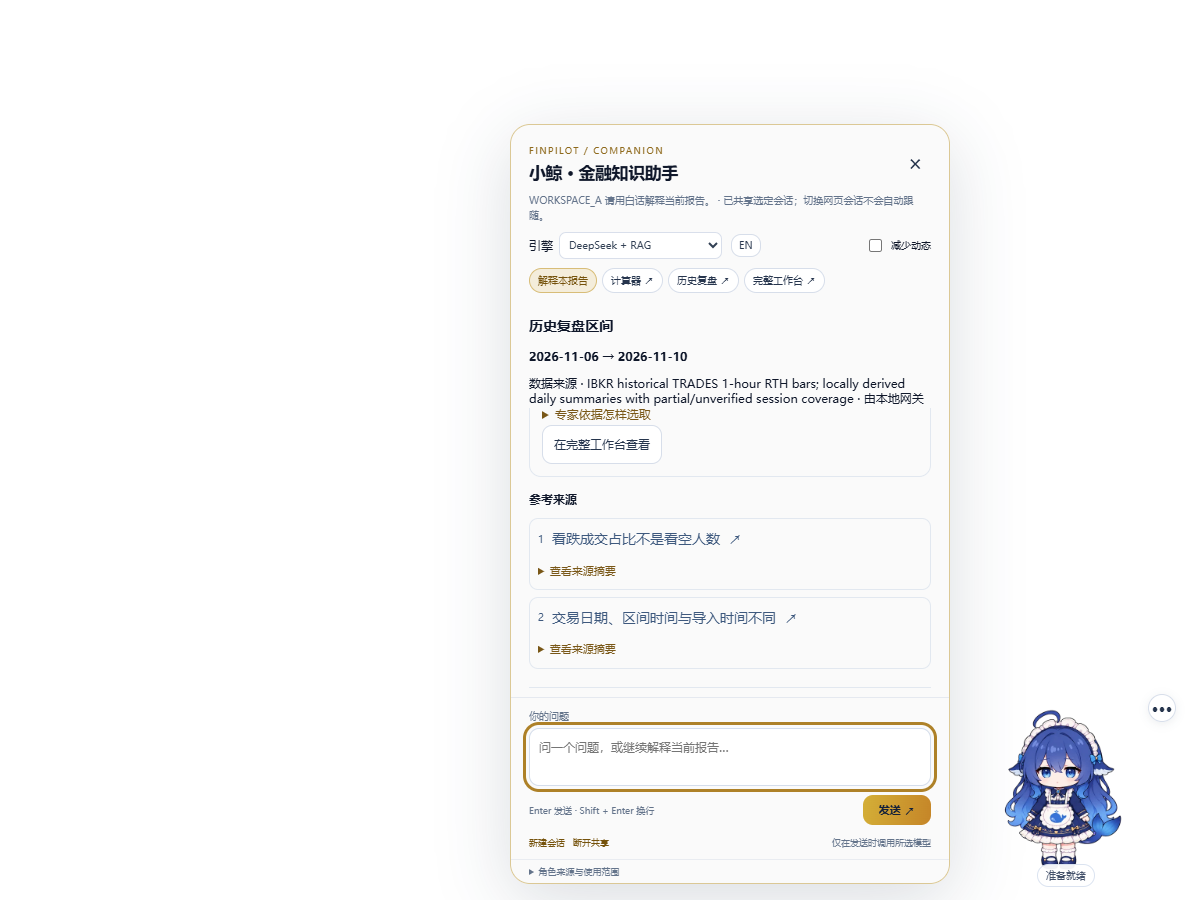 FINPILOT / COMPANION
小鲸 • 金融知识助手
WORKSPACE_A 请用白话解释当前报告。 · 已共享选定会话；切换网页会话不会自动跟
随。
引擎 DeepSeek + RAG EN 减少动态
解释本报告 计算器 ↗ 历史复盘 ↗ 完整工作台 ↗
历史复盘区间
2026-11-06 → 2026-11-10
数据来源 · IBKR historical TRADES 1-hour RTH bars; locally derived
daily summaries with partial/unverified session coverage · 由本地网关
专家依据怎样选取
在完整工作台查看
参考来源
1 看跌成交占比不是看空人数 ↗
查看来源摘要
2 交易日期、区间时间与导入时间不同 ↗
查看来源摘要
你的问题
问一个问题，或继续解释当前报告...
Enter 发送 · Shift + Enter 换行
发送 ↗
新建会话 断开共享 仅在发送时调用所选模型
角色来源与使用范围
准备就绪